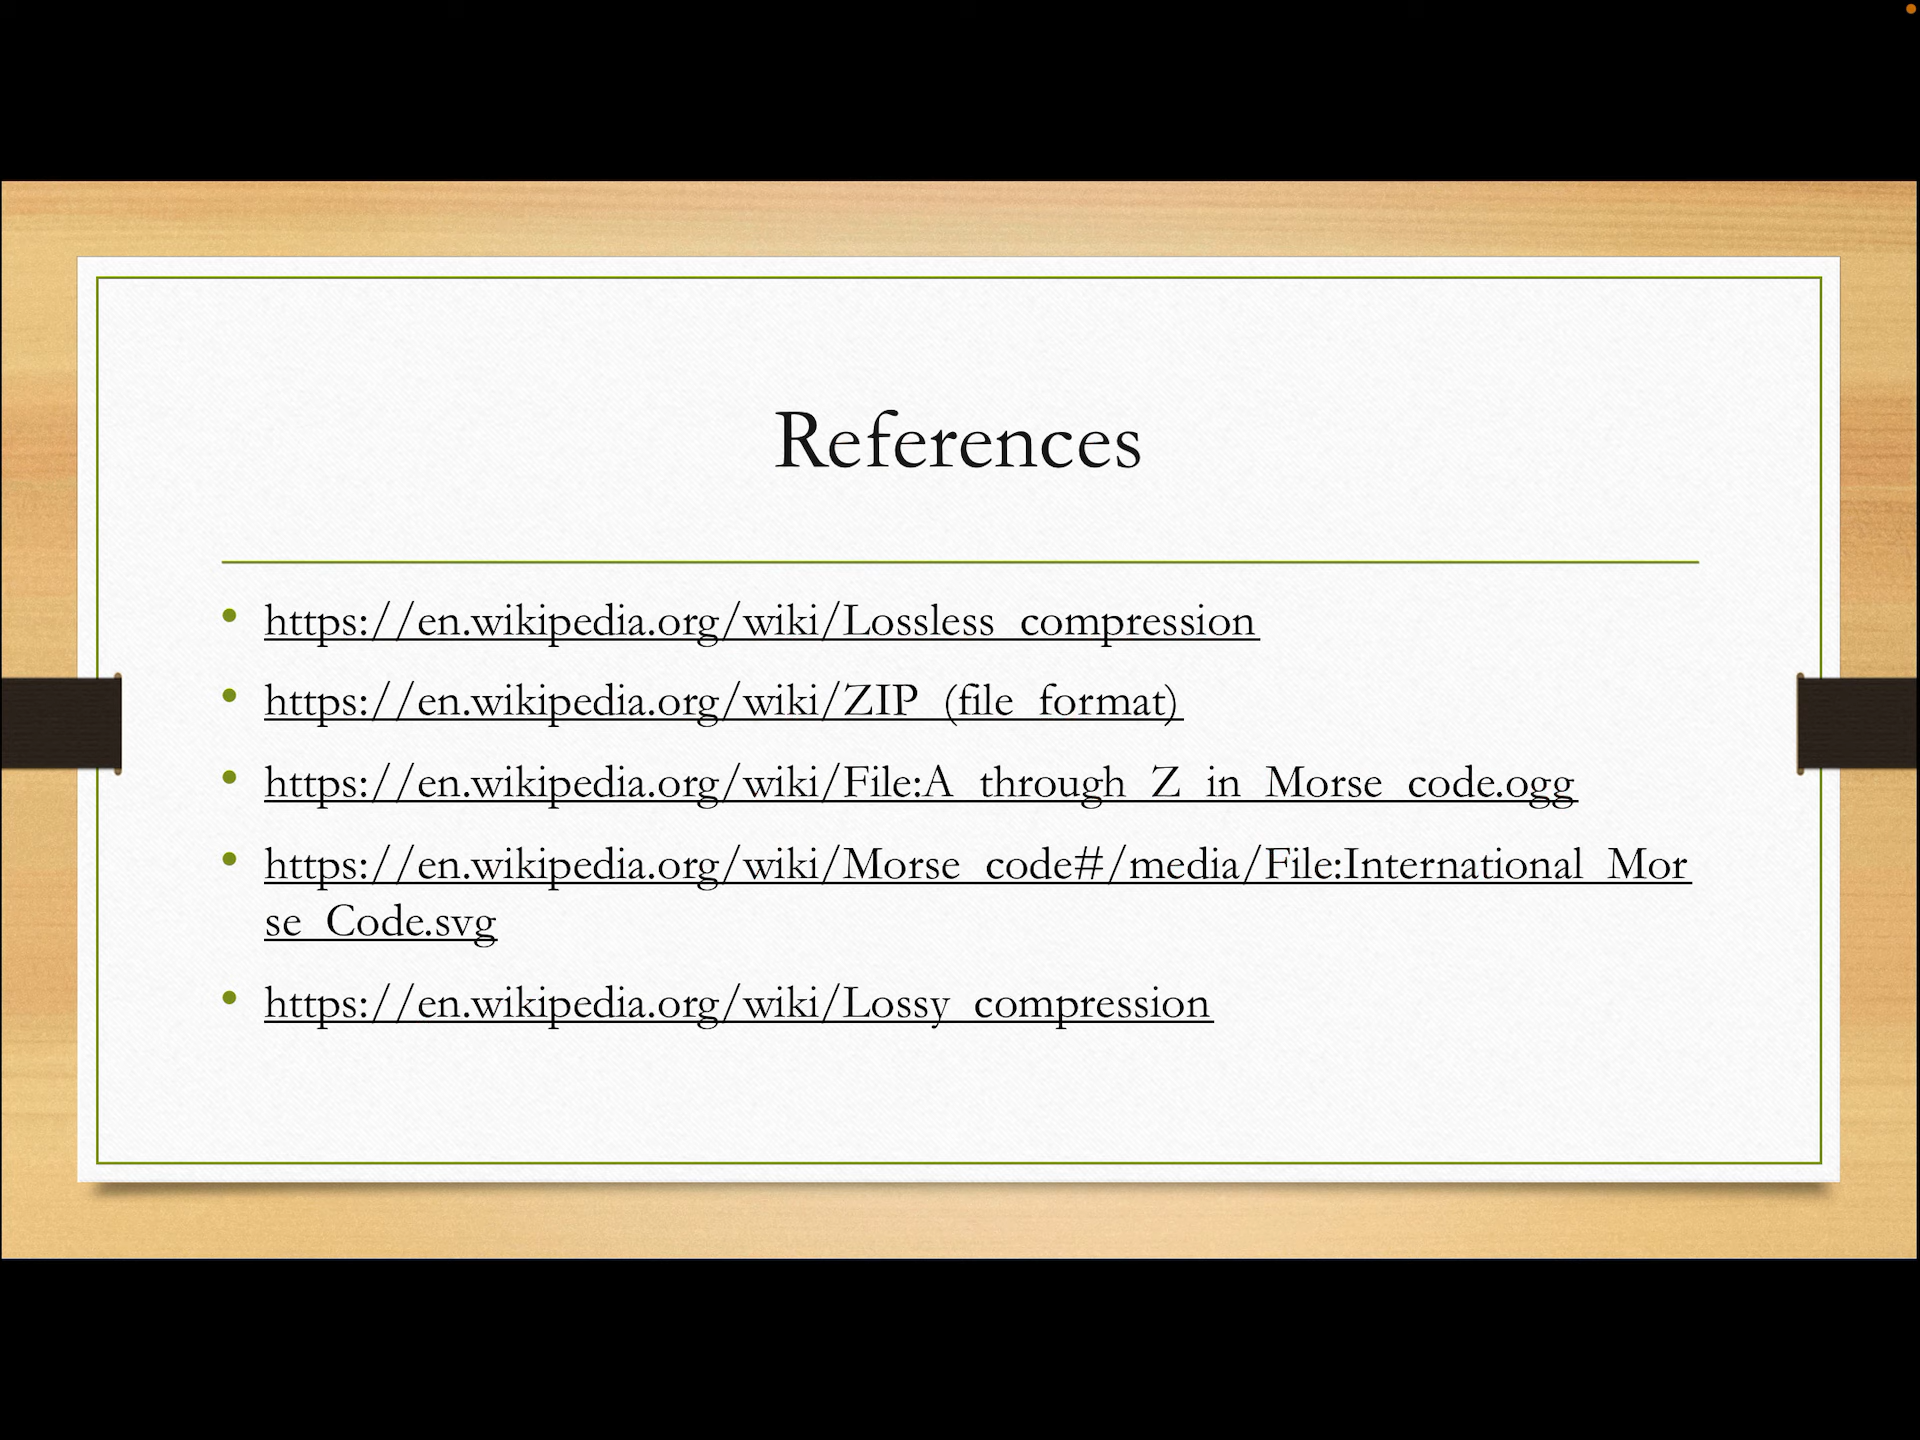 References
• https://en.wikipedia.org/wiki/Lossless_compression
• https://en.wikipedia.org/wiki/ZIP_(file_format)
• https://en.wikipedia.org/wiki/File:A_through_Z_in_Morse_code.ogg
• https://en.wikipedia.org/wiki/Morse_code#/media/File:International_Mor
se_Code.svg
• https://en.wikipedia.org/wiki/Lossy_compression